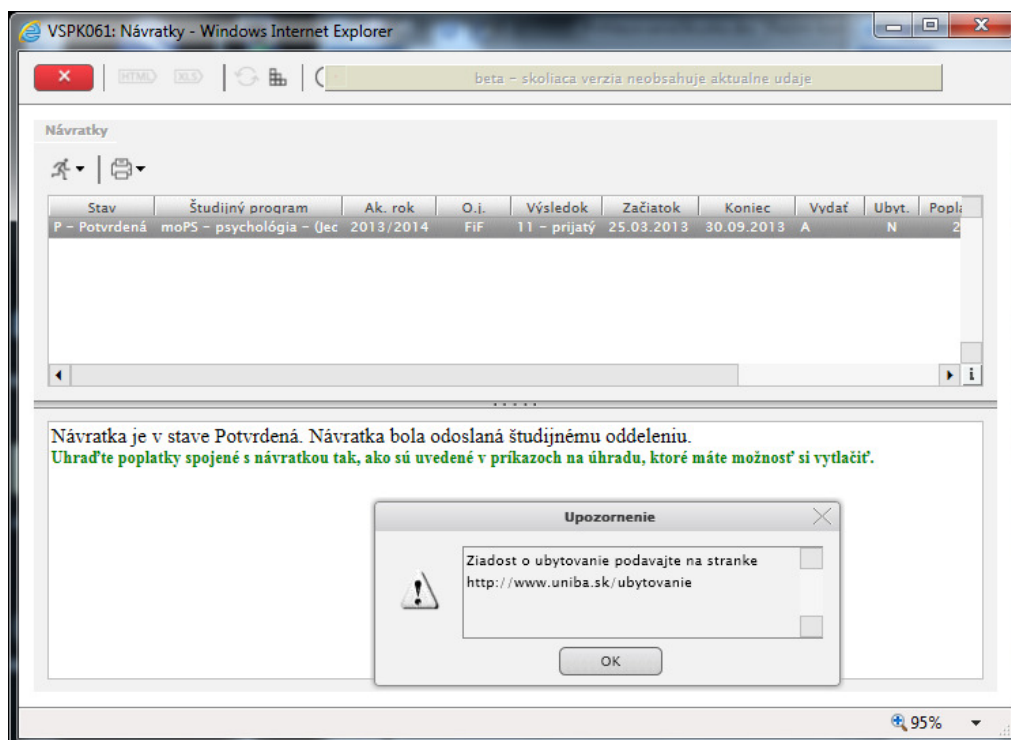 VSPK061: Návratky - Windows Internet Explorer
HTML XLS beta - skoliaca verzia neobsahuje aktualne udaje
Návratky
Stav Študijný program Ak. rok O.j. Výsledok Začiatok Koniec Vydať Ubyt. Popla
P - Potvrdená moPS - psychológia - (Jec 2013/2014 FiF 11 - prijatý 25.03.2013 30.09.2013 A N 2
i
Návratka je v stave Potvrdená. Návratka bola odoslaná študijnému oddeleniu.
Uhraďte poplatky spojené s návratkou tak, ako sú uvedené v príkazoch na úhradu, ktoré máte možnosť si vytlačiť.
Upozornenie
Ziadost o ubytovanie podavajte na stranke
http://www.uniba.sk/ubytovanie
OK
95%